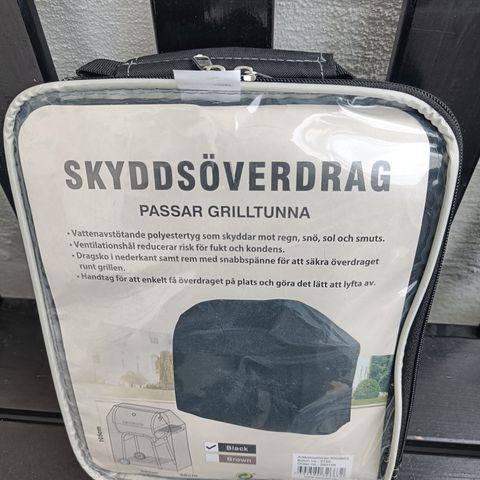 SKYDDSÖVERDRAG
PASSAR GRILLTUNNA
• Vattenavstötande polyestertyg som skyddar mot regn, snö, sol och smuts.
• Ventilationshål reducerar risk för fukt och kondens.
• Dragsko i nederkant samt rem med snabbspänne för att säkra överdraget
runt grillen.
• Handtag för att enkelt få överdraget på plats och göra det lätt att lyfta av.
Black
Brown